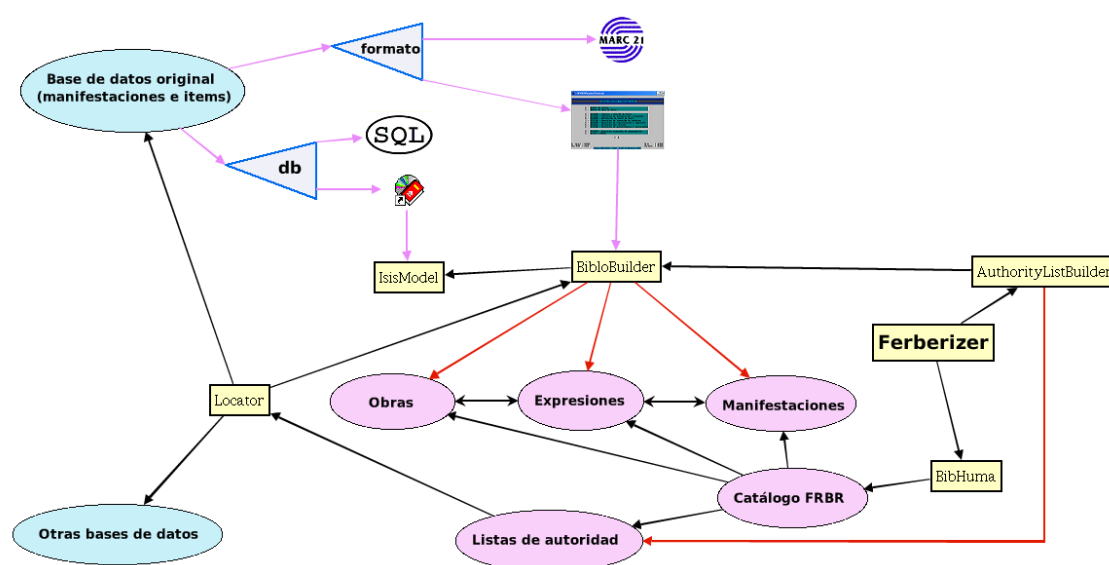 formato
MARC 21
Base de datos original
(manifestaciones e items)
SQL
db
IsisModel
BibloBuilder
AuthorityListBuilder
Ferberizer
Locator
Obras
Expresiones
Manifestaciones
BibHuma
Catálogo FRBR
Otras bases de datos
Listas de autoridad